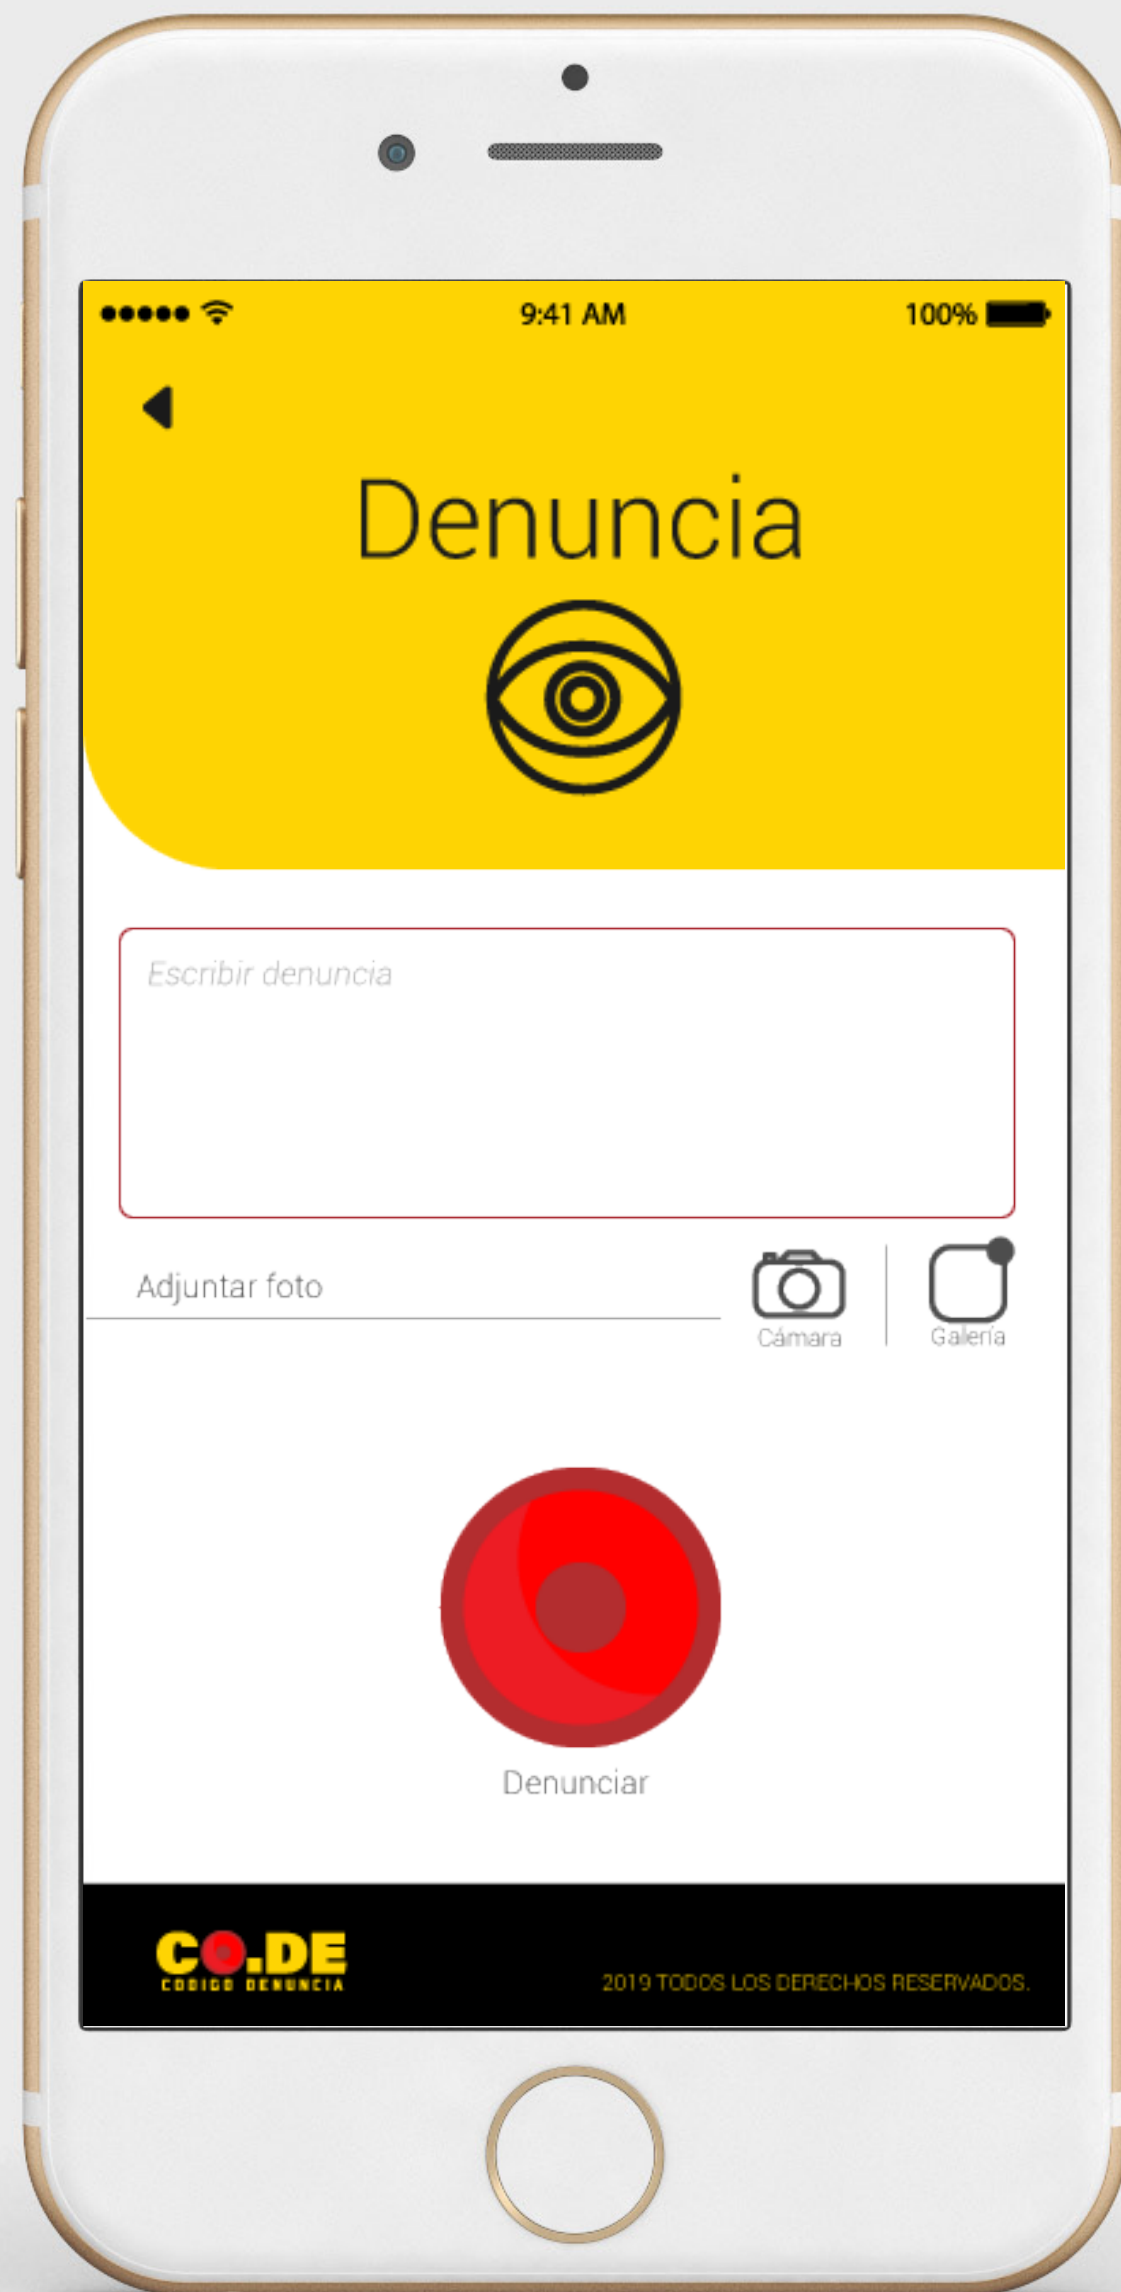 9:41 AM
100%
Denuncia
Escribir denuncia
Adjuntar foto
Cámara
Galería
Denunciar
CO.DE
CODIGO DENUNCIA
2019 TODOS LOS DERECHOS RESERVADOS.